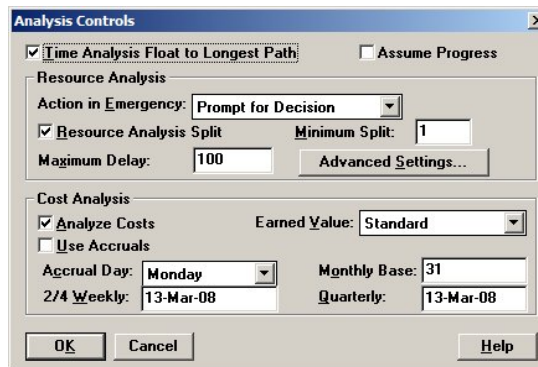 Analysis Controls
Time Analysis Float to Longest Path Assume Progress
Resource Analysis
Action in Emergency: Prompt for Decision
Resource Analysis Split Minimum Split: 1
Maximum Delay: 100 Advanced Settings...
Cost Analysis
Analyze Costs Earned Value: Standard
Use Accruals
Accrual Day: Monday Monthly Base: 31
2/4 Weekly: 13-Mar-08 Quarterly: 13-Mar-08
OK Cancel Help